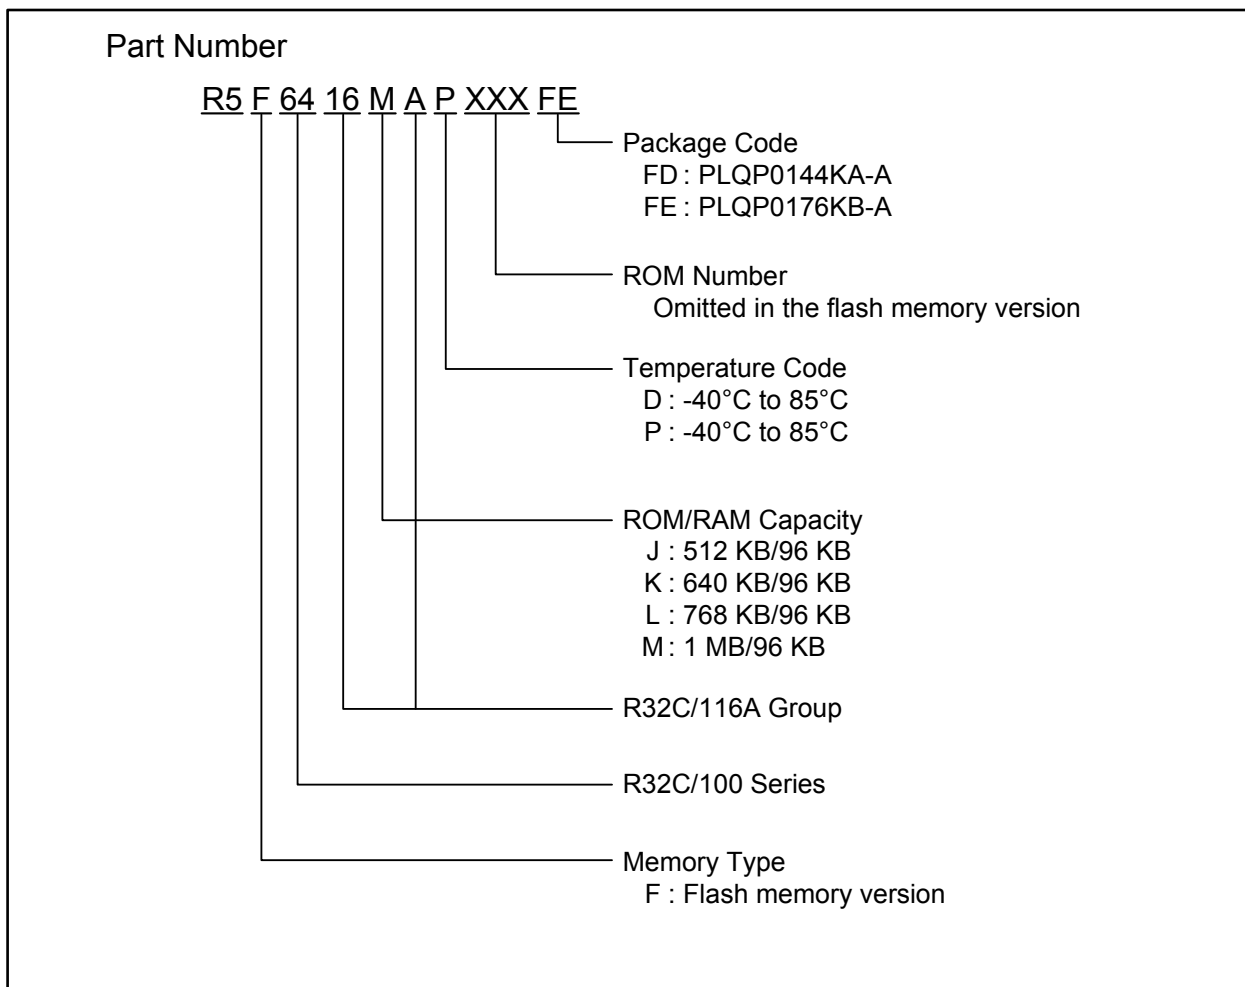 Part Number
R5 F 64 16 M A P XXX FE
Package Code
FD : PLQP0144KA-A
FE : PLQP0176KB-A
ROM Number
Omitted in the flash memory version
Temperature Code
D : -40°C to 85°C
P : -40°C to 85°C
ROM/RAM Capacity
J : 512 KB/96 KB
K : 640 KB/96 KB
L : 768 KB/96 KB
M : 1 MB/96 KB
R32C/116A Group
R32C/100 Series
Memory Type
F : Flash memory version